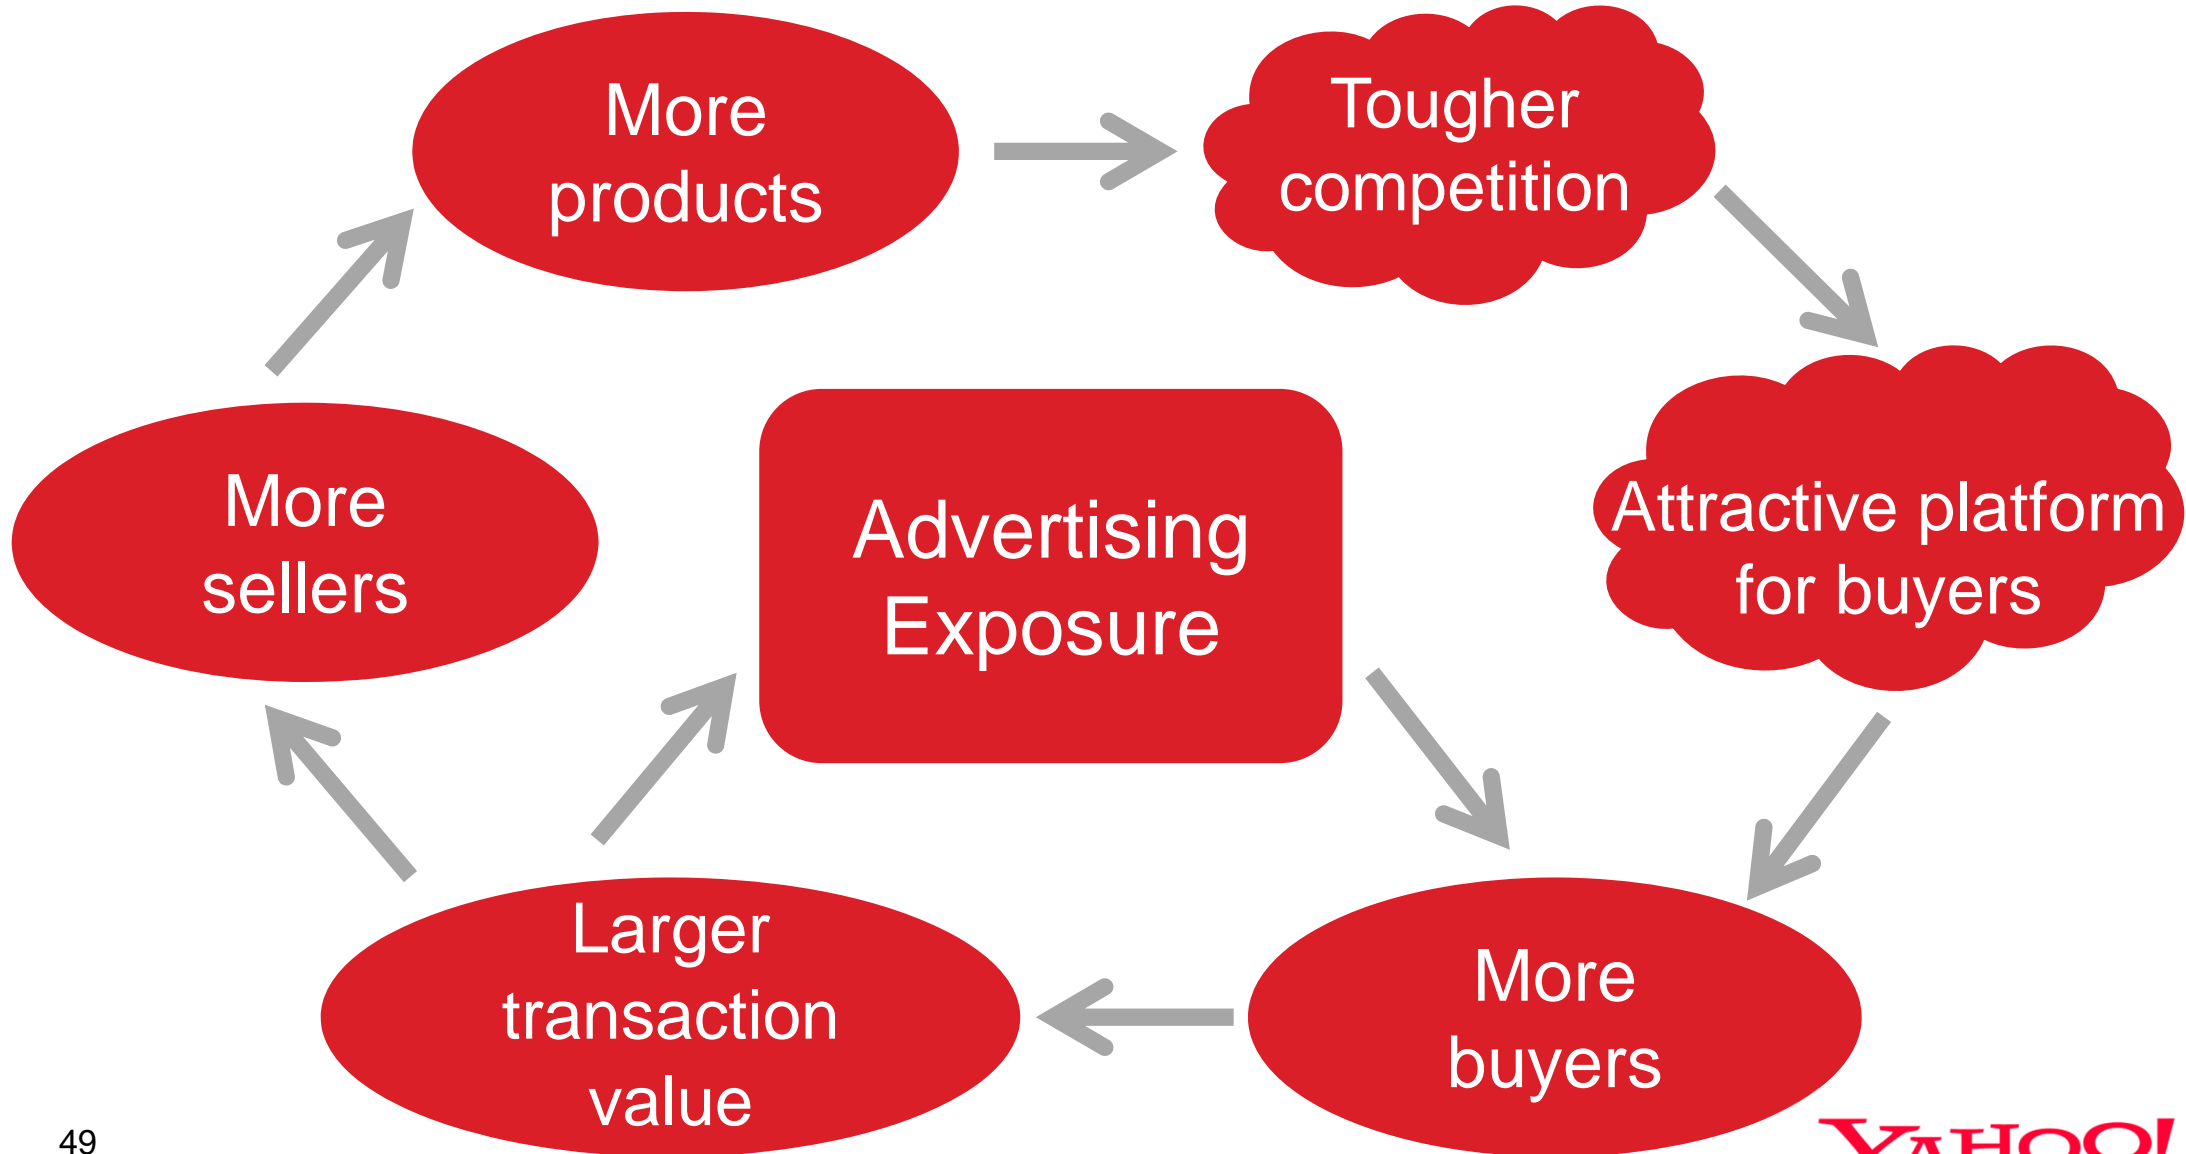 More
products
Tougher
competition
More
sellers
Advertising
Exposure
Attractive platform
for buyers
Larger
transaction
value
More
buyers
49
YAHOO!